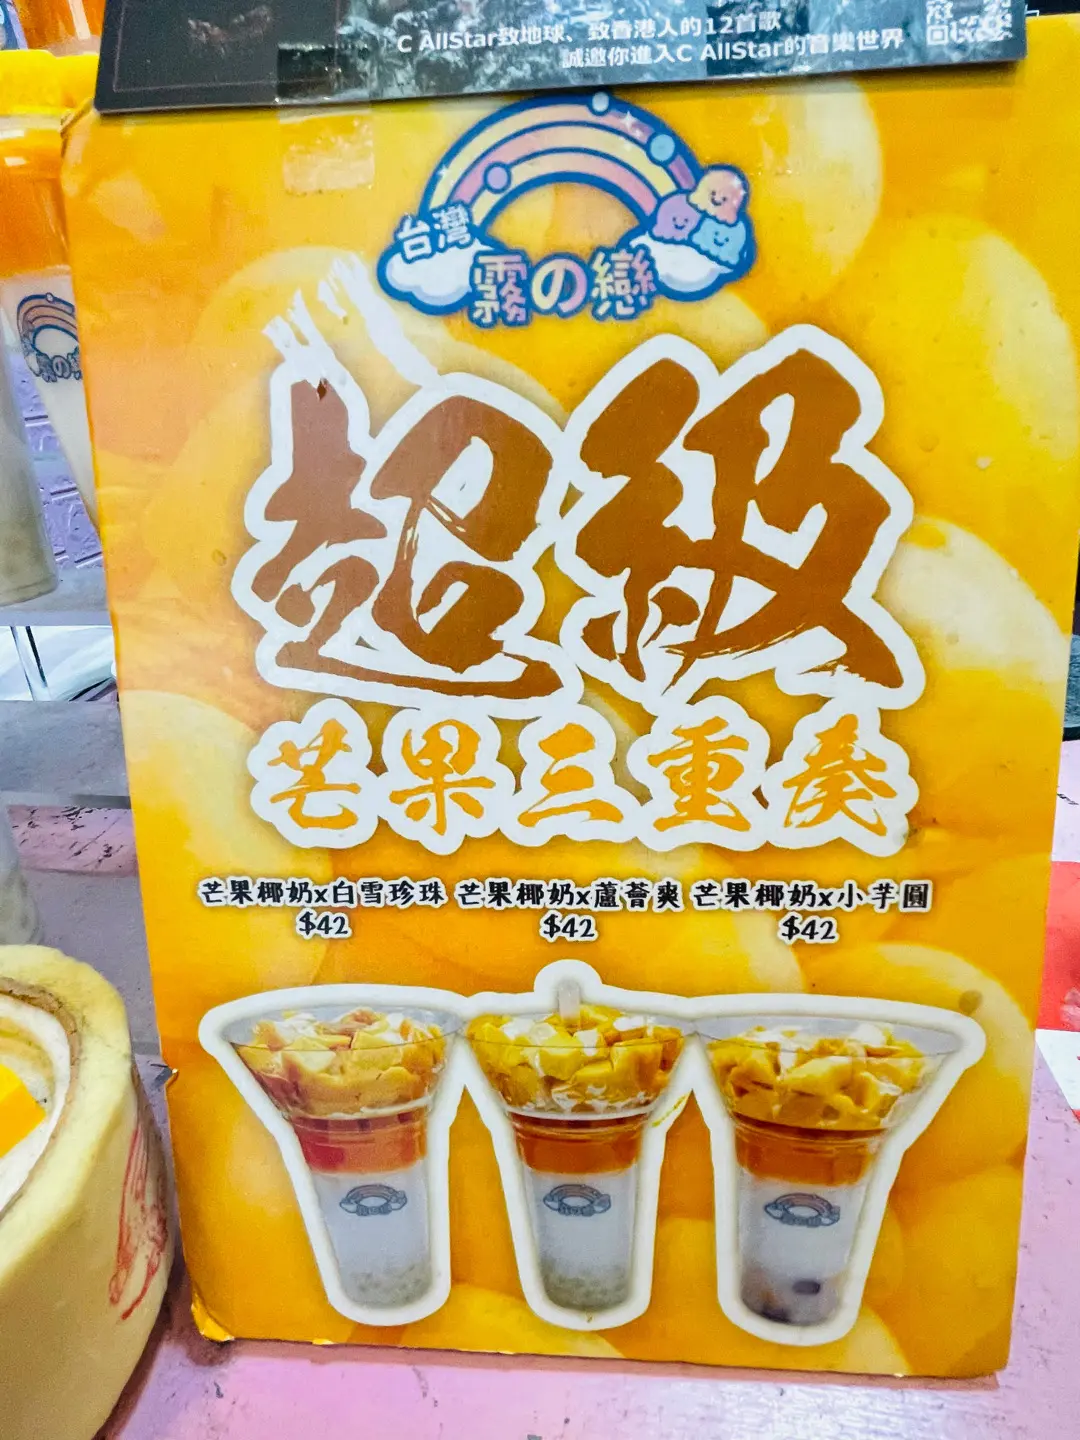 C AllStar致地球、致香港人的12首歌
誠邀你進入C AllStar的音樂世界
台灣
霧の戀
超級
芒果三重奏
芒果椰奶x白雪珍珠 芒果椰奶x蘆薈爽 芒果椰奶x小芋圓
$42 $42 $42